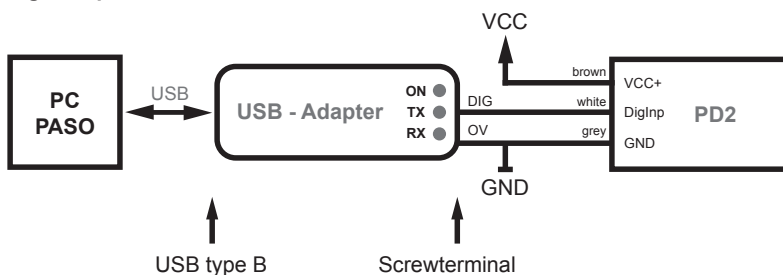 VCC
PC
PASO
USB
USB - Adapter
ON
TX
RX
DIG
OV
brown
white
grey
VCC+
DigInp
GND
PD2
GND
USB type B
Screwterminal